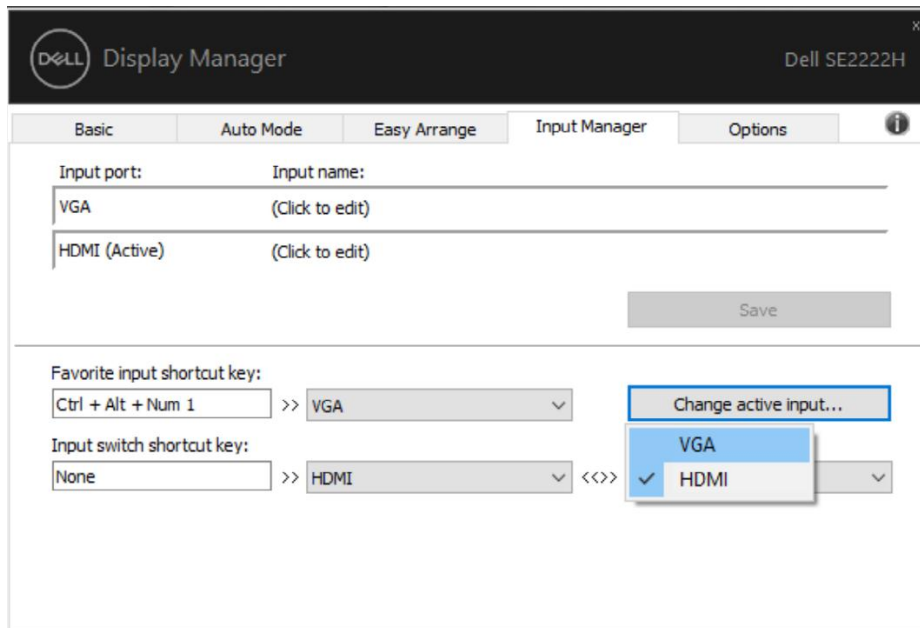 x
DELL Display Manager Dell SE2222H
Basic Auto Mode Easy Arrange Input Manager Options i
Input port: Input name:
VGA (Click to edit)
HDMI (Active) (Click to edit)
Save
Favorite input shortcut key:
Ctrl + Alt + Num 1 >> VGA Change active input...
VGA
Input switch shortcut key:
None >> HDMI <<>> ✓ HDMI